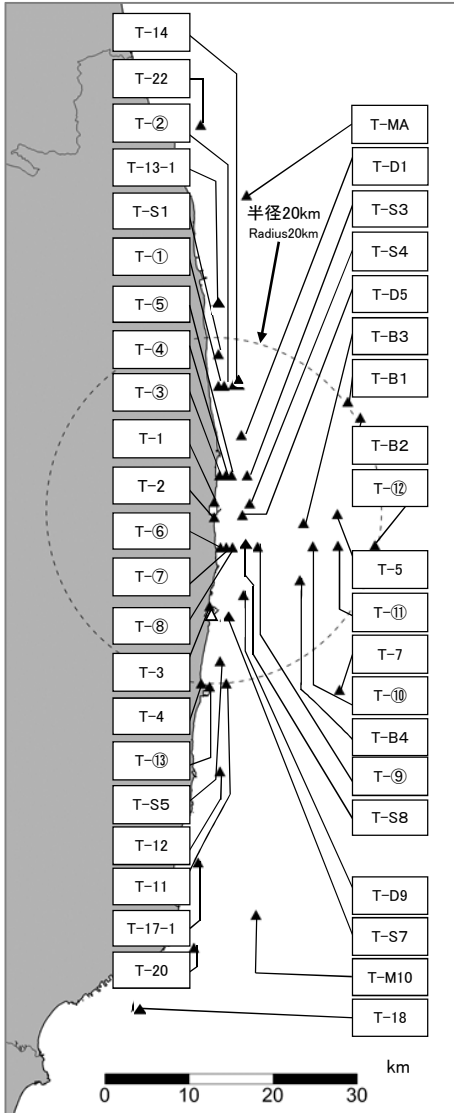 T-14
T-22
T-②
T-13-1
T-S1
T-①
T-⑤
T-④
T-③
T-1
T-2
T-⑥
T-⑦
T-⑧
T-3
T-4
T-⑬
T-S5
T-12
T-11
T-17-1
T-20
半径20km
Radius20km
T-MA
T-D1
T-S3
T-S4
T-D5
T-B3
T-B1
T-B2
T-⑫
T-5
T-⑪
T-7
T-⑩
T-B4
T-⑨
T-S8
T-D9
T-S7
T-M10
T-18
km
0 10 20 30